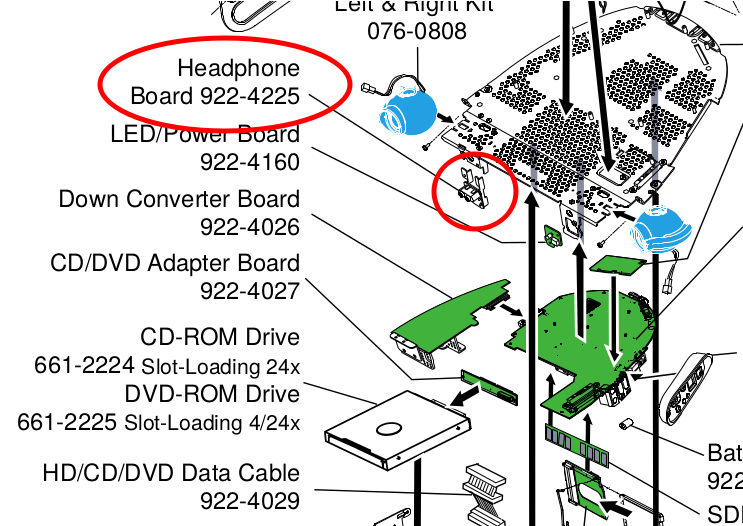 Left & Right Kit
076-0808
Headphone
Board 922-4225
LED/Power Board
922-4160
Down Converter Board
922-4026
CD/DVD Adapter Board
922-4027
CD-ROM Drive
661-2224 Slot-Loading 24x
DVD-ROM Drive
661-2225 Slot-Loading 4/24x
HD/CD/DVD Data Cable
922-4029
Bat
922
SDI